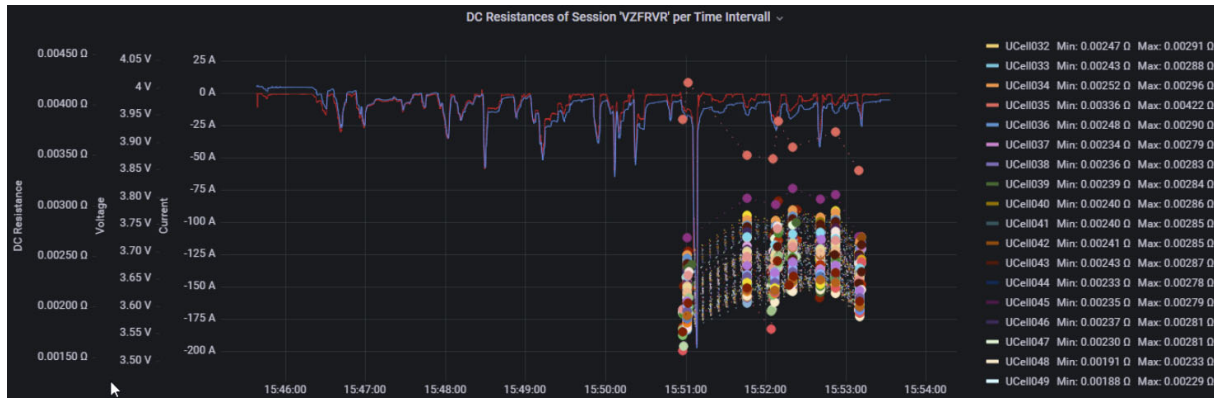 DC Resistances of Session 'VZFRVR' per Time Intervall
0.00450 Ω
0.00400 Ω
0.00350 Ω
0.00300 Ω
0.00250 Ω
0.00200 Ω
0.00150 Ω
DC Resistance
4.05 V
4 V
3.95 V
3.90 V
3.85 V
3.80 V
3.75 V
3.70 V
3.65 V
3.60 V
3.55 V
3.50 V
Voltage
25 A
0 A
-25 A
-50 A
-75 A
-100 A
-125 A
-150 A
-175 A
-200 A
Current
15:46:00 15:47:00 15:48:00 15:49:00 15:50:00 15:51:00 15:52:00 15:53:00 15:54:00
UCell032 Min: 0.00247 Ω Max: 0.00291 Ω
UCell033 Min: 0.00243 Ω Max: 0.00288 Ω
UCell034 Min: 0.00252 Ω Max: 0.00296 Ω
UCell035 Min: 0.00336 Ω Max: 0.00422 Ω
UCell036 Min: 0.00248 Ω Max: 0.00290 Ω
UCell037 Min: 0.00234 Ω Max: 0.00279 Ω
UCell038 Min: 0.00236 Ω Max: 0.00283 Ω
UCell039 Min: 0.00239 Ω Max: 0.00284 Ω
UCell040 Min: 0.00240 Ω Max: 0.00286 Ω
UCell041 Min: 0.00240 Ω Max: 0.00285 Ω
UCell042 Min: 0.00241 Ω Max: 0.00285 Ω
UCell043 Min: 0.00243 Ω Max: 0.00287 Ω
UCell044 Min: 0.00233 Ω Max: 0.00278 Ω
UCell045 Min: 0.00235 Ω Max: 0.00279 Ω
UCell046 Min: 0.00237 Ω Max: 0.00281 Ω
UCell047 Min: 0.00230 Ω Max: 0.00281 Ω
UCell048 Min: 0.00191 Ω Max: 0.00233 Ω
UCell049 Min: 0.00188 Ω Max: 0.00229 Ω